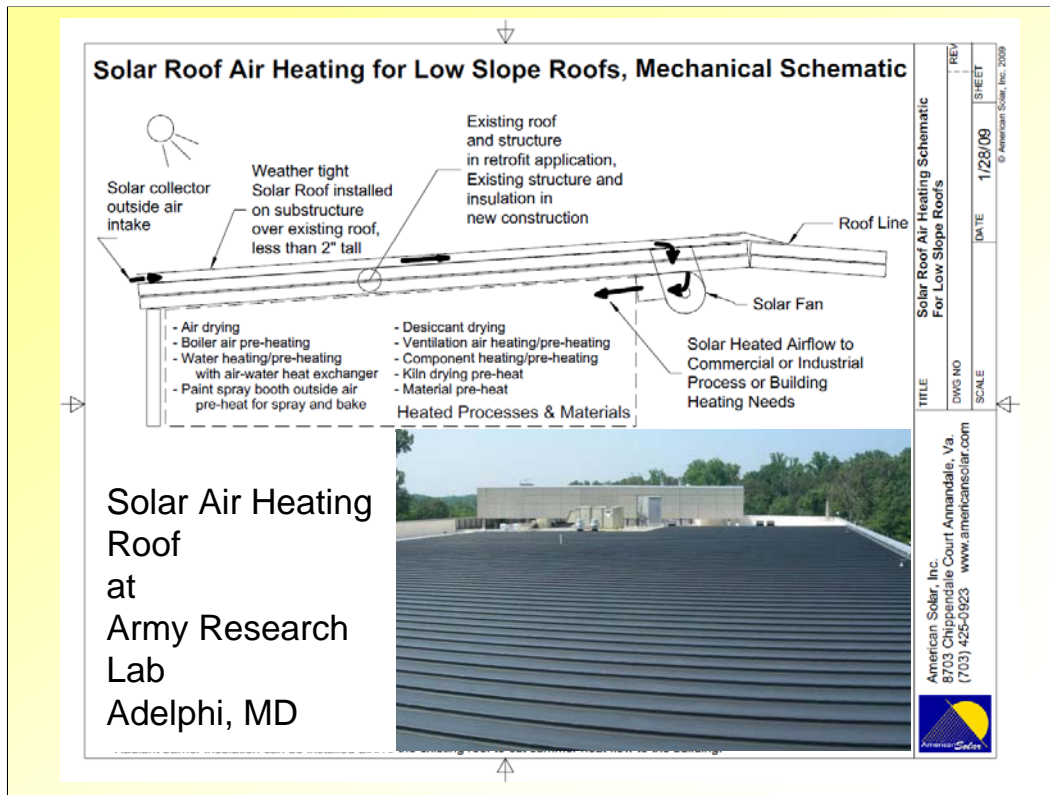 Solar Roof Air Heating for Low Slope Roofs, Mechanical Schematic
Solar collector
outside air
intake
Weather tight
Solar Roof installed
on substructure
over existing roof,
less than 2" tall
Existing roof
and structure
in retrofit application,
Existing structure and
insulation in
new construction
Roof Line
Solar Fan
Solar Heated Airflow to
Commercial or Industrial
Process or Building
Heating Needs
- Air drying
- Boiler air pre-heating
- Water heating/pre-heating
with air-water heat exchanger
- Paint spray booth outside air
pre-heat for spray and bake
- Desiccant drying
- Ventilation air heating/pre-heating
- Component heating/pre-heating
- Kiln drying pre-heat
- Material pre-heat
Heated Processes & Materials
Solar Air Heating
Roof
at
Army Research
Lab
Adelphi, MD
TITLE
Solar Roof Air Heating Schematic
For Low Slope Roofs
REV
DWG NO
SCALE
DATE
1/28/09
SHEET
© American Solar, Inc. 2009
American Solar, Inc.
8703 Chippendale Court Annandale, Va.
(703) 425-0923 www.americansolar.com
American Solar